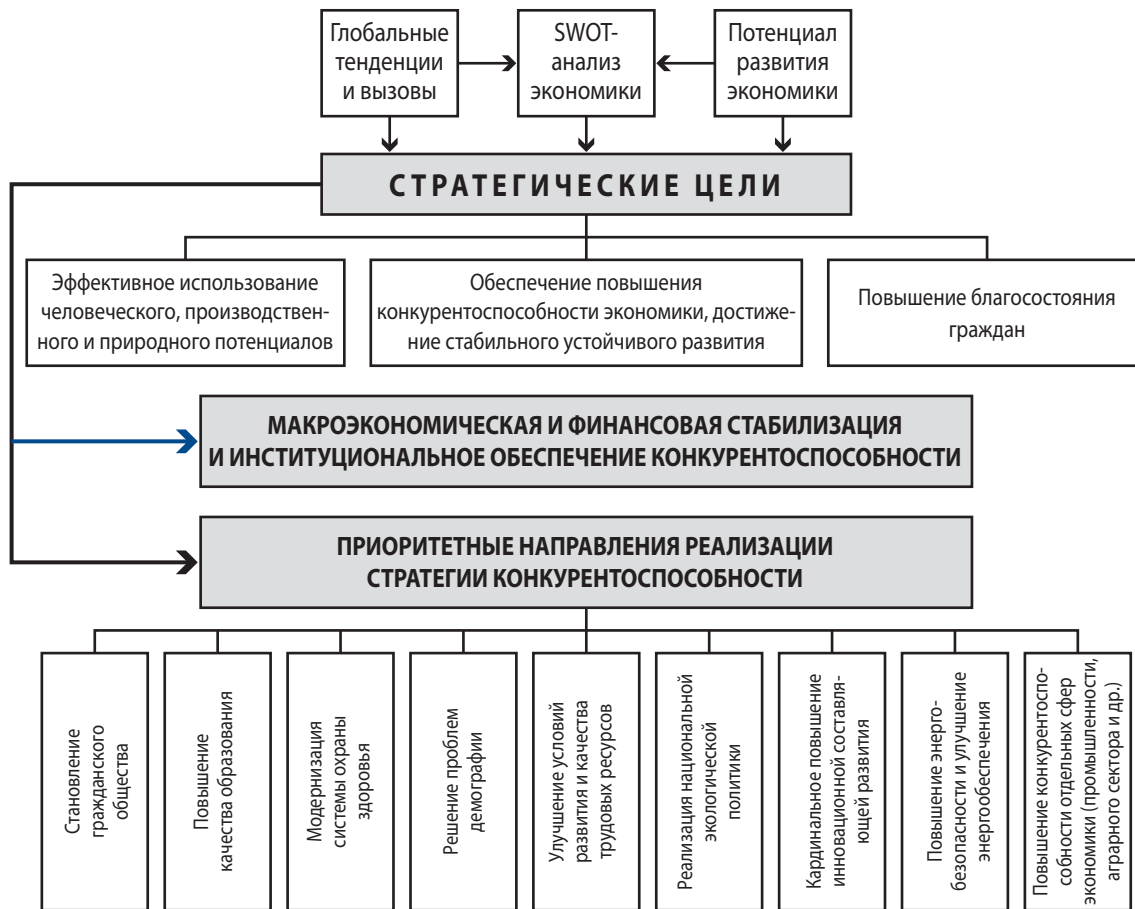 Глобальные
тенденции
и вызовы
SWOT-
анализ
экономики
Потенциал
развития
экономики
СТРАТЕГИЧЕСКИЕ ЦЕЛИ
Эффективное использование
человеческого, производствен-
ного и природного потенциалов
Обеспечение повышения
конкурентоспособности экономики, достиже-
ние стабильного устойчивого развития
Повышение благосостояния
граждан
МАКРОЭКОНОМИЧЕСКАЯ И ФИНАНСОВАЯ СТАБИЛИЗАЦИЯ
И ИНСТИТУЦИОНАЛЬНОЕ ОБЕСПЕЧЕНИЕ КОНКУРЕНТОСПОСОБНОСТИ
ПРИОРИТЕТНЫЕ НАПРАВЛЕНИЯ РЕАЛИЗАЦИИ
СТРАТЕГИИ КОНКУРЕНТОСПОСОБНОСТИ
Становление
гражданского
общества
Повышение
качества образования
Модернизация
системы охраны
здоровья
Решение проблем
демографии
Улучшение условий
развития и качества
трудовых ресурсов
Реализация национальной
экологической
политики
Кардинальное повышение
инновационной составля-
ющей развития
Повышение энерго-
безопасности и улучшение
энергообеспечения
Повышение конкурентоспо-
собности отдельных сфер
экономики (промышленности,
аграрного сектора и др.)